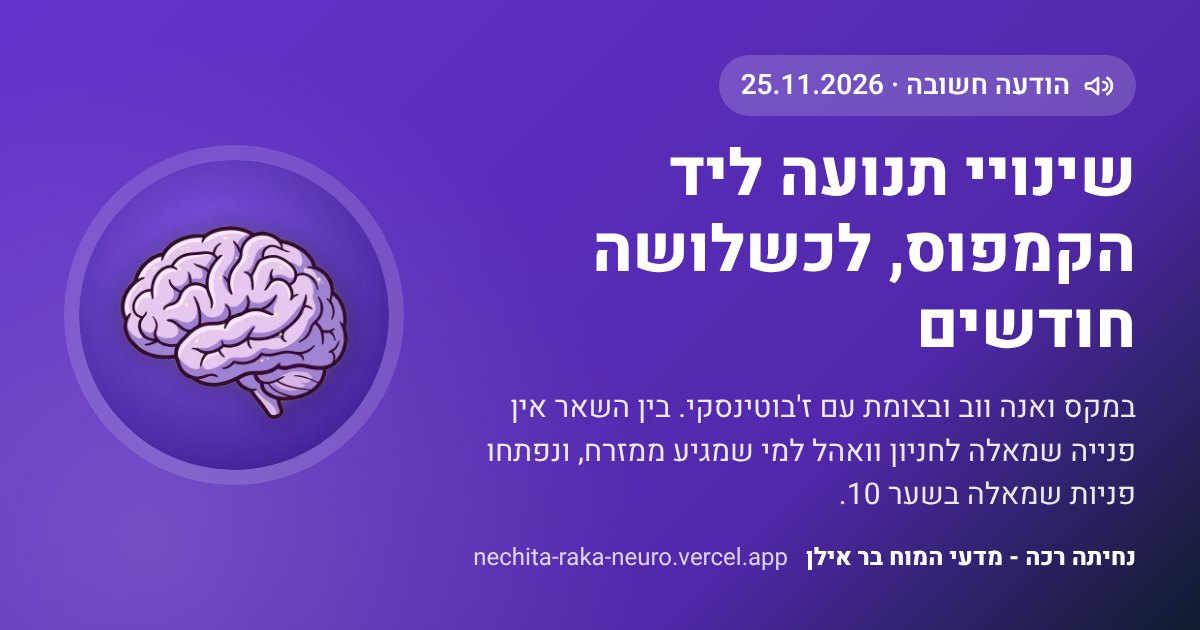 הודעה חשובה · 25.11.2026
שינויי תנועה ליד
הקמפוס, לכשלושה
חודשים
במקס ואנה ווב ובצומת עם ז'בוטינסקי. בין השאר אין
פנייה שמאלה לחניון וואהל למי שמגיע ממזרח, ונפתחו
פניות שמאלה בשער 10.
נחיתה רכה - מדעי המוח בר אילן nechita-raka-neuro.vercel.app